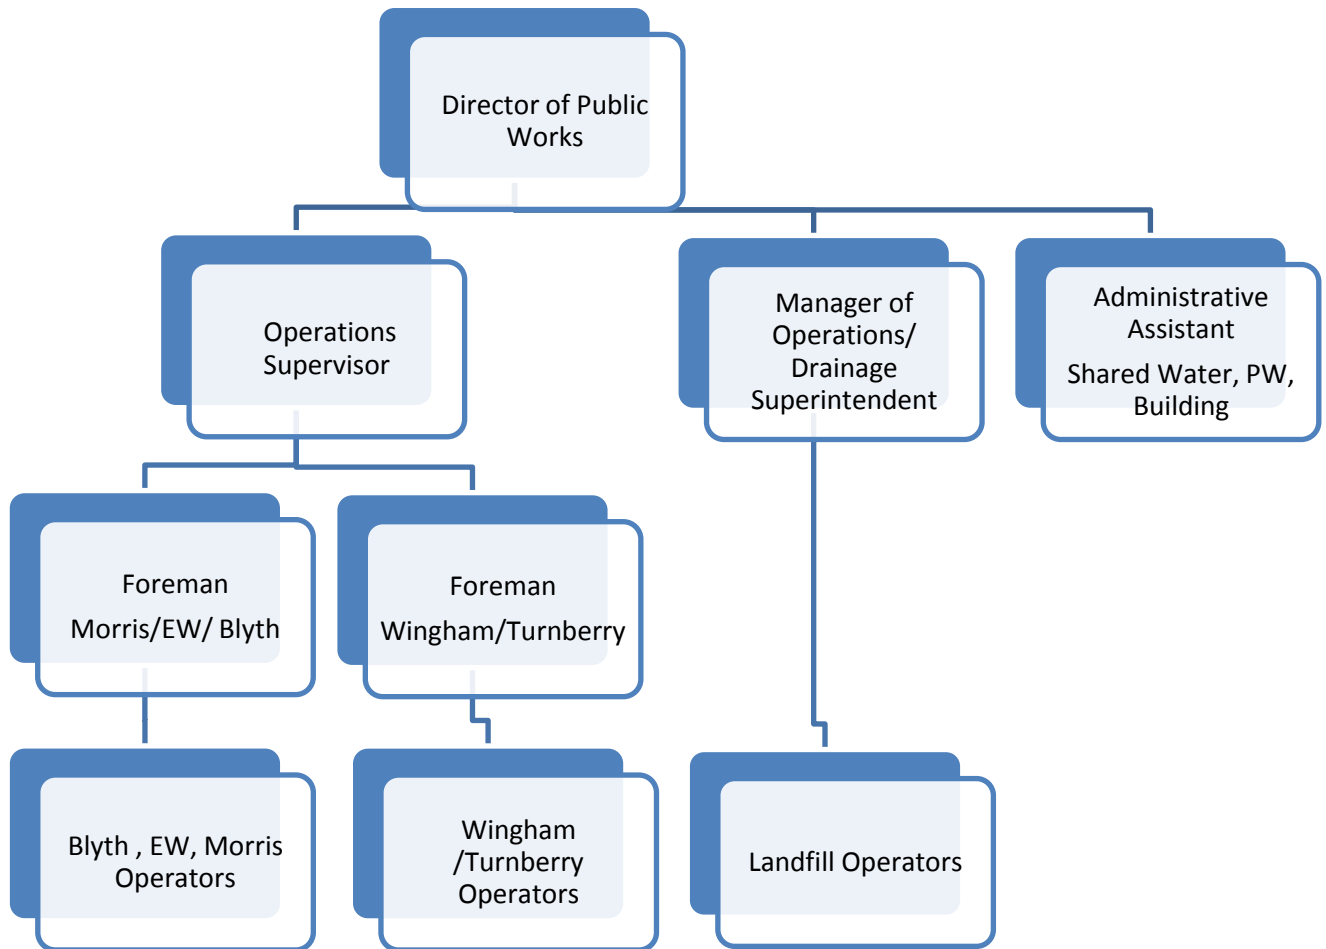 Director of Public
Works
Operations
Supervisor
Manager of
Operations/
Drainage
Superintendent
Administrative
Assistant
Shared Water, PW,
Building
Foreman
Morris/EW/ Blyth
Foreman
Wingham/Turnberry
Blyth , EW, Morris
Operators
Wingham
/Turnberry
Operators
Landfill Operators